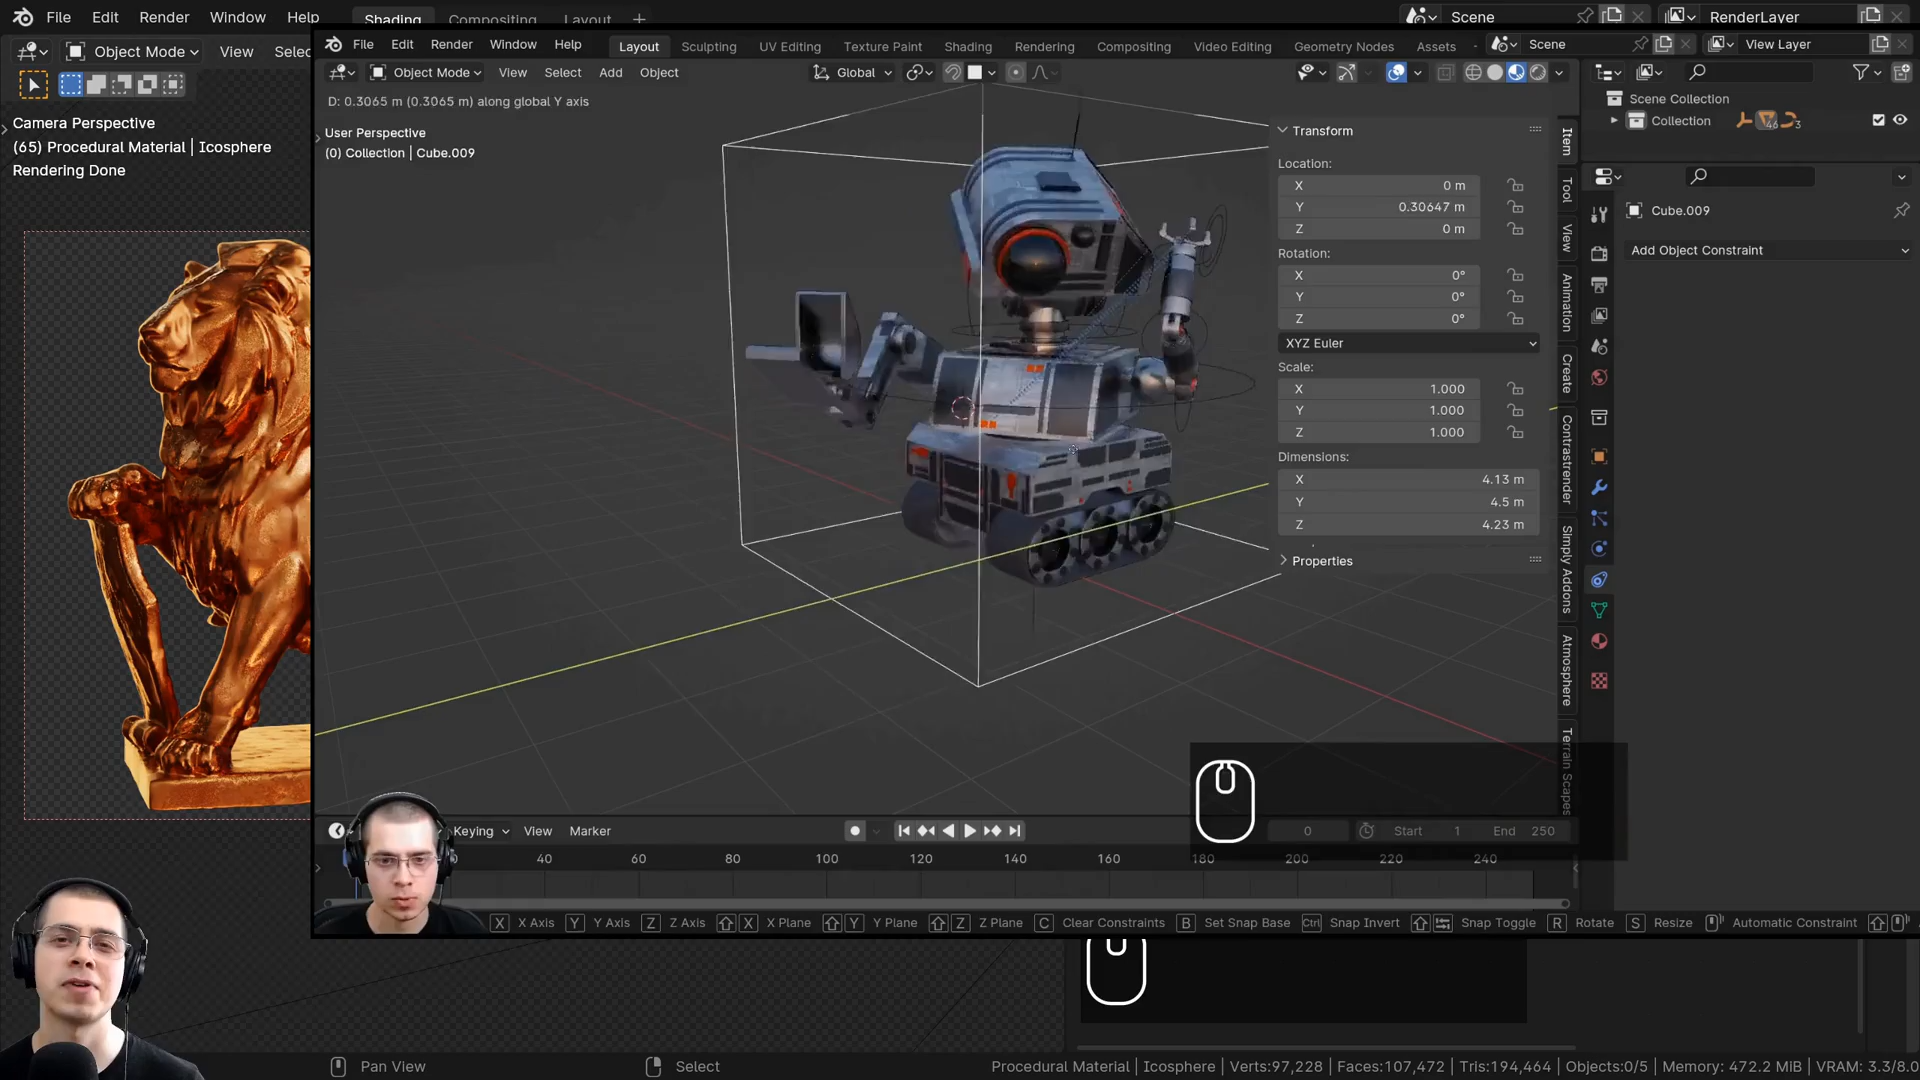 File Edit Render Window Help Shading Compositing Layout + Scene RenderLayer
Object Mode View Selec
Camera Perspective
(65) Procedural Material | Icosphere
Rendering Done
File Edit Render Window Help Layout Sculpting UV Editing Texture Paint Shading Rendering Compositing Video Editing Geometry Nodes Assets Scene View Layer
Object Mode View Select Add Object Global
D: 0.3065 m (0.3065 m) along global Y axis
User Perspective
(0) Collection | Cube.009
Transform
Location:
X 0 m
Y 0.30647 m
Z 0 m
Rotation:
X 0°
Y 0°
Z 0°
XYZ Euler
Scale:
X 1.000
Y 1.000
Z 1.000
Dimensions:
X 4.13 m
Y 4.5 m
Z 4.23 m
Properties
Item
Tool
View
Animation
Create
Contrastrender
Simply Addons
Atmosphere
Terrain Scapes
Scene Collection
Collection 46 3
Cube.009
Add Object Constraint
Keying View Marker 0 Start 1 End 250
0 40 60 80 100 120 140 160 180 200 220 240
X X Axis Y Y Axis Z Z Axis X X Plane Y Y Plane Z Z Plane C Clear Constraints B Set Snap Base Ctrl Snap Invert Snap Toggle R Rotate S Resize Automatic Constraint
Pan View Select Procedural Material | Icosphere | Verts:97,228 | Faces:107,472 | Tris:194,464 | Objects:0/5 | Memory: 472.2 MiB | VRAM: 3.3/8.0